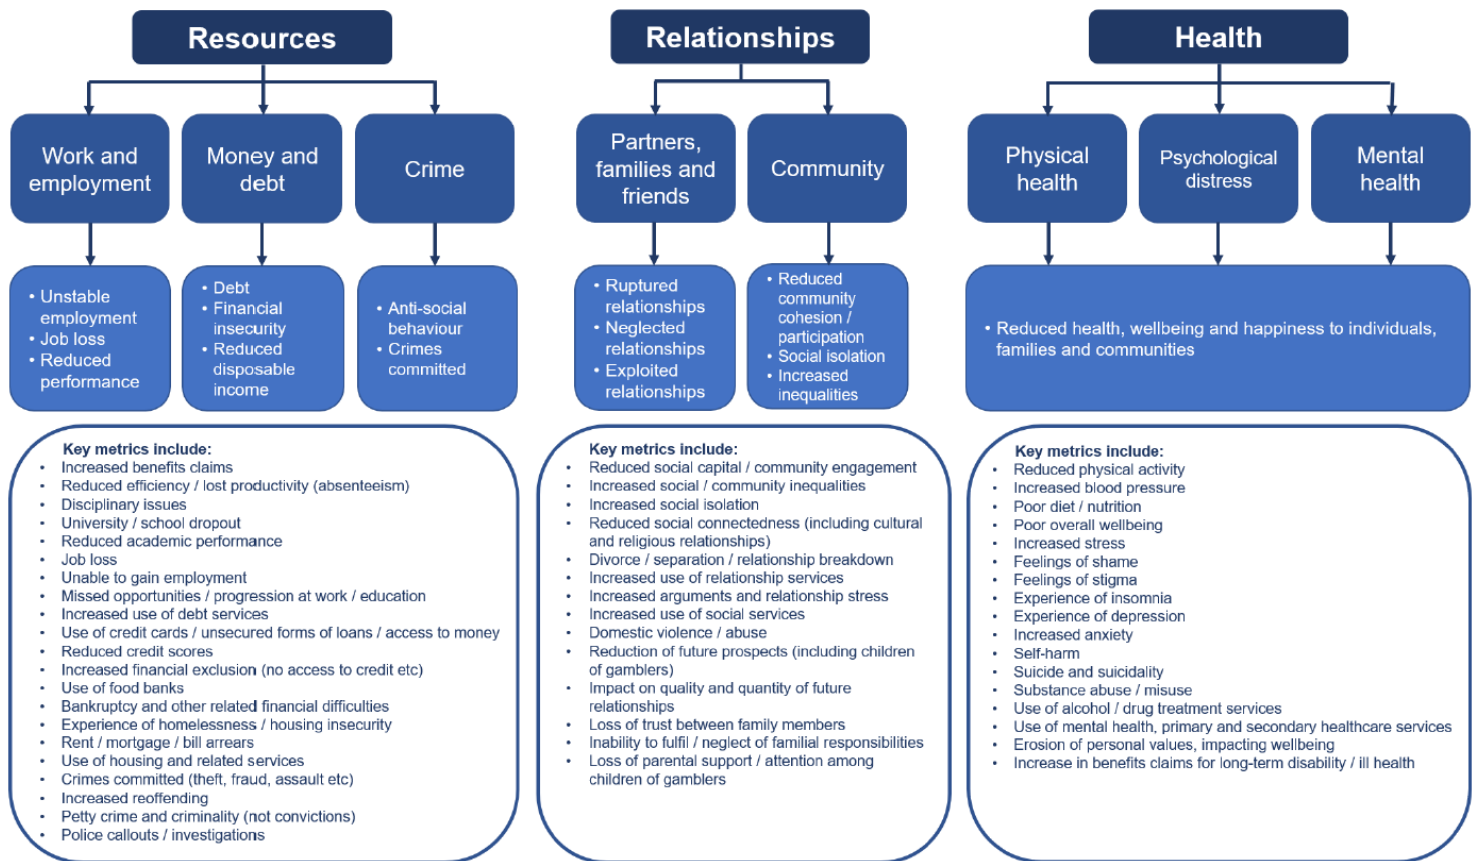 Resources
Relationships
Health
Work and
employment
Money and
debt
Crime
Partners,
families and
friends
Community
Physical
health
Psychological
distress
Mental
health
• Unstable
employment
• Job loss
• Reduced
performance
• Debt
• Financial
insecurity
• Reduced
disposable
income
• Anti-social
behaviour
• Crimes
committed
• Ruptured
relationships
• Neglected
relationships
• Exploited
relationships
• Reduced
community
cohesion /
participation
• Social isolation
• Increased
inequalities
• Reduced health, wellbeing and happiness to individuals,
families and communities
Key metrics include:
• Increased benefits claims
• Reduced efficiency / lost productivity (absenteeism)
• Disciplinary issues
• University / school dropout
• Reduced academic performance
• Job loss
• Unable to gain employment
• Missed opportunities / progression at work / education
• Increased use of debt services
• Use of credit cards / unsecured forms of loans / access to money
• Reduced credit scores
• Increased financial exclusion (no access to credit etc)
• Use of food banks
• Bankruptcy and other related financial difficulties
• Experience of homelessness / housing insecurity
• Rent / mortgage / bill arrears
• Use of housing and related services
• Crimes committed (theft, fraud, assault etc)
• Increased reoffending
• Petty crime and criminality (not convictions)
• Police callouts / investigations
Key metrics include:
• Reduced social capital / community engagement
• Increased social / community inequalities
• Increased social isolation
• Reduced social connectedness (including cultural
and religious relationships)
• Divorce / separation / relationship breakdown
• Increased use of relationship services
• Increased arguments and relationship stress
• Increased use of social services
• Domestic violence / abuse
• Reduction of future prospects (including children
of gamblers)
• Impact on quality and quantity of future
relationships
• Loss of trust between family members
• Inability to fulfil / neglect of familial responsibilities
• Loss of parental support / attention among
children of gamblers
Key metrics include:
• Reduced physical activity
• Increased blood pressure
• Poor diet / nutrition
• Poor overall wellbeing
• Increased stress
• Feelings of shame
• Feelings of stigma
• Experience of insomnia
• Experience of depression
• Increased anxiety
• Self-harm
• Suicide and suicidality
• Substance abuse / misuse
• Use of alcohol / drug treatment services
• Use of mental health, primary and secondary healthcare services
• Erosion of personal values, impacting wellbeing
• Increase in benefits claims for long-term disability / ill health